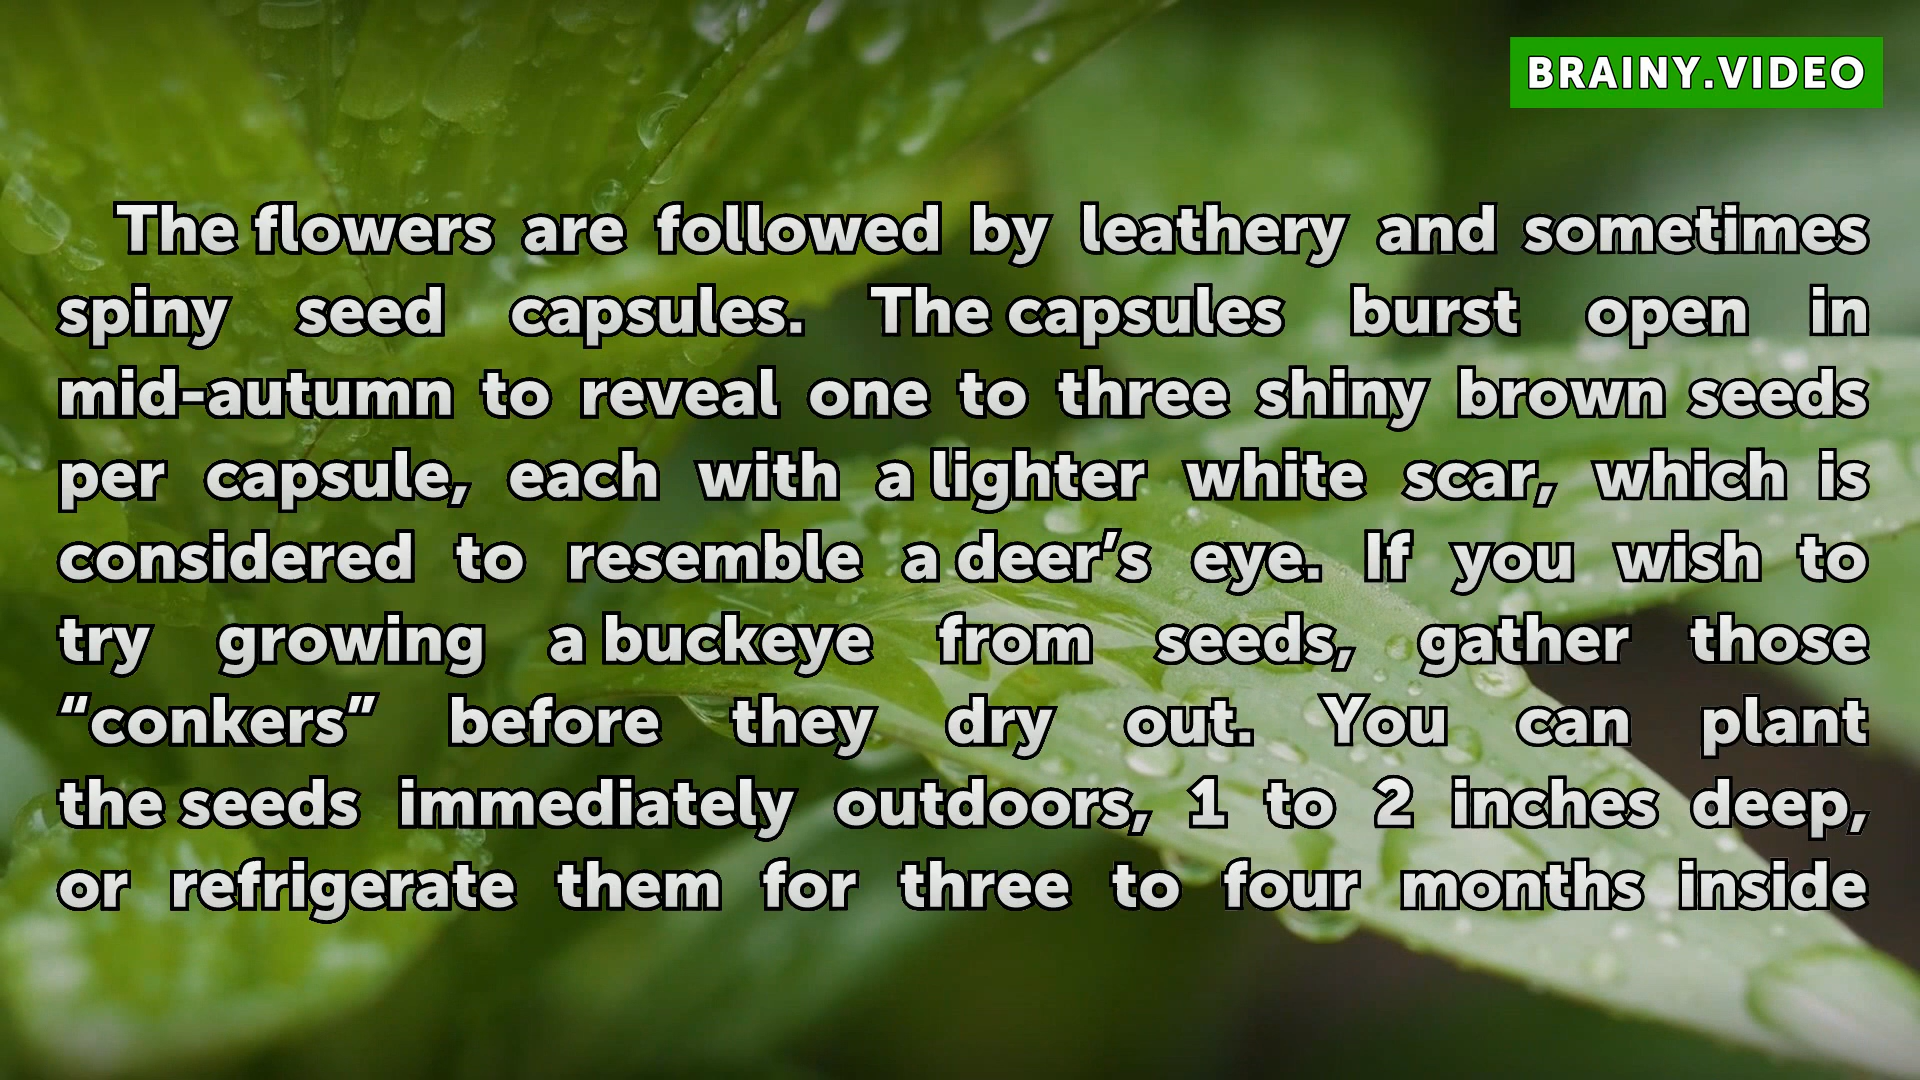 BRAINY.VIDEO
The flowers are followed by leathery and sometimes
spiny seed capsules. The capsules burst open in
mid-autumn to reveal one to three shiny brown seeds
per capsule, each with a lighter white scar, which is
considered to resemble a deer’s eye. If you wish to
try growing a buckeye from seeds, gather those
“conkers” before they dry out. You can plant
the seeds immediately outdoors, 1 to 2 inches deep,
or refrigerate them for three to four months inside